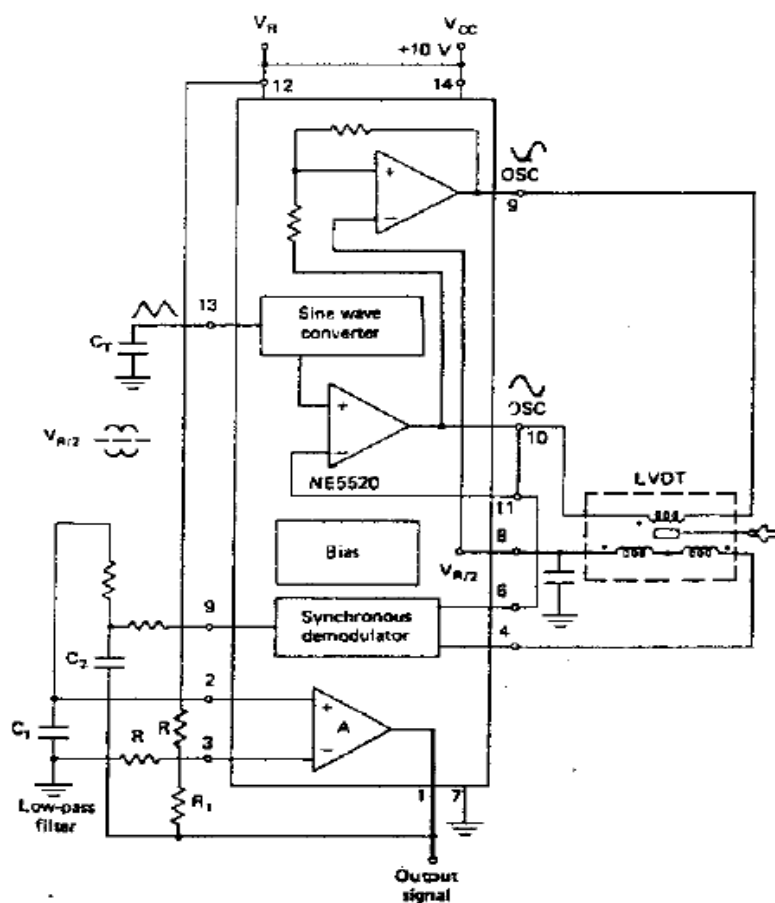 V_R
V_CC
+10 V
12
14
OSC
9
13
Sine wave
converter
C_T
V_R/2
OSC
10
NE5520
11
LVDT
Bias
8
V_R/2
6
9
Synchronous
demodulator
4
C_2
2
A
C_1
R
R
3
R_1
1
7
Low-pass
filter
Output
signal
+
−
+
−
+
−